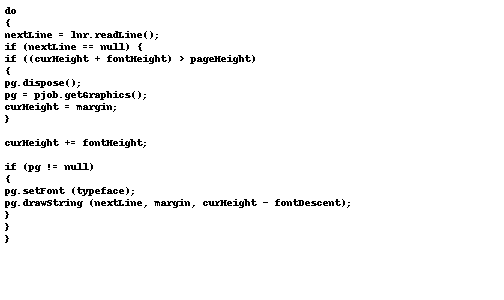 do
{
nextLine = lnr.readLine();
if (nextLine == null) {
if ((curHeight + fontHeight) > pageHeight)
{
pg.dispose();
pg = pjob.getGraphics();
curHeight = margin;
}

curHeight += fontHeight;

if (pg != null)
{
pg.setFont (typeface);
pg.drawString (nextLine, margin, curHeight - fontDescent);
}
}
}